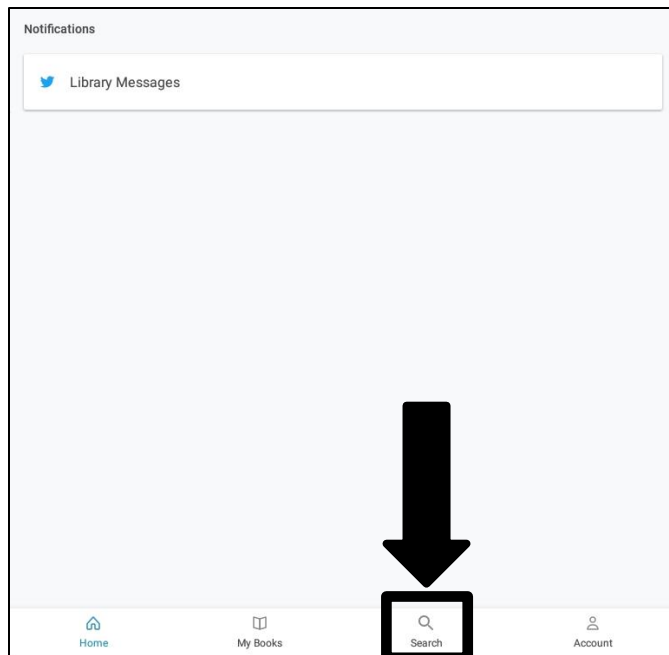 Notifications
Library Messages
Home
My Books
Search
Account